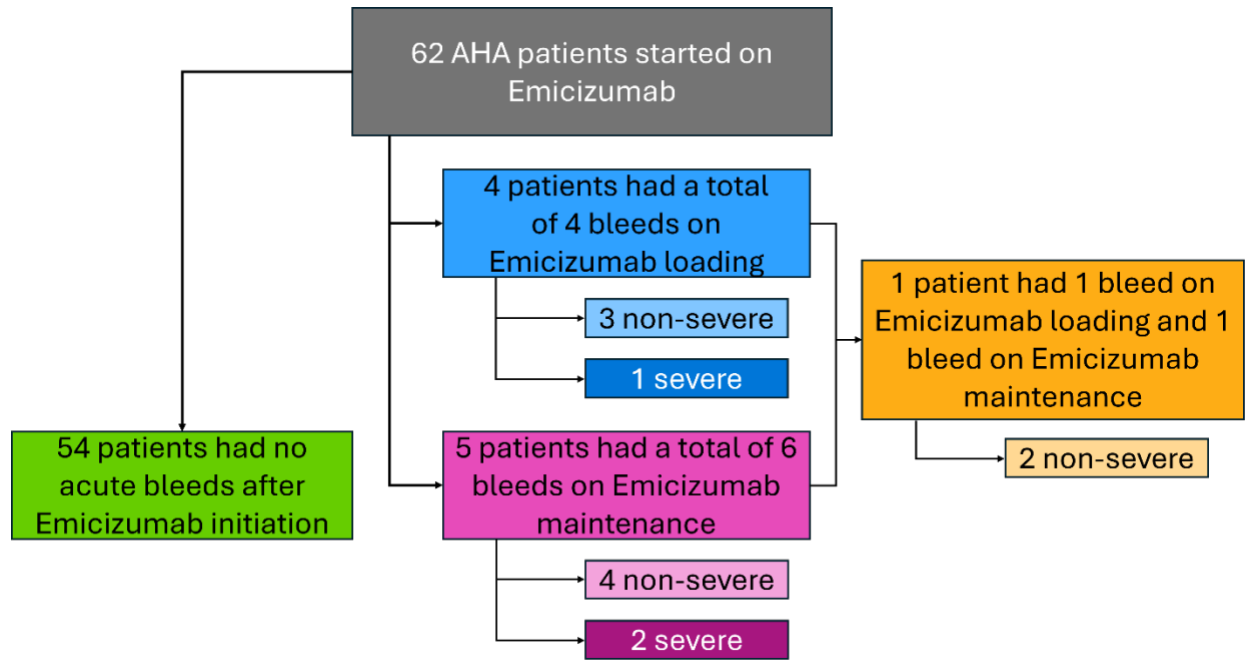 62 AHA patients started on
Emicizumab
4 patients had a total
of 4 bleeds on
Emicizumab loading
3 non-severe
1 severe
1 patient had 1 bleed on
Emicizumab loading and 1
bleed on Emicizumab
maintenance
2 non-severe
54 patients had no
acute bleeds after
Emicizumab initiation
5 patients had a total of 6
bleeds on Emicizumab
maintenance
4 non-severe
2 severe